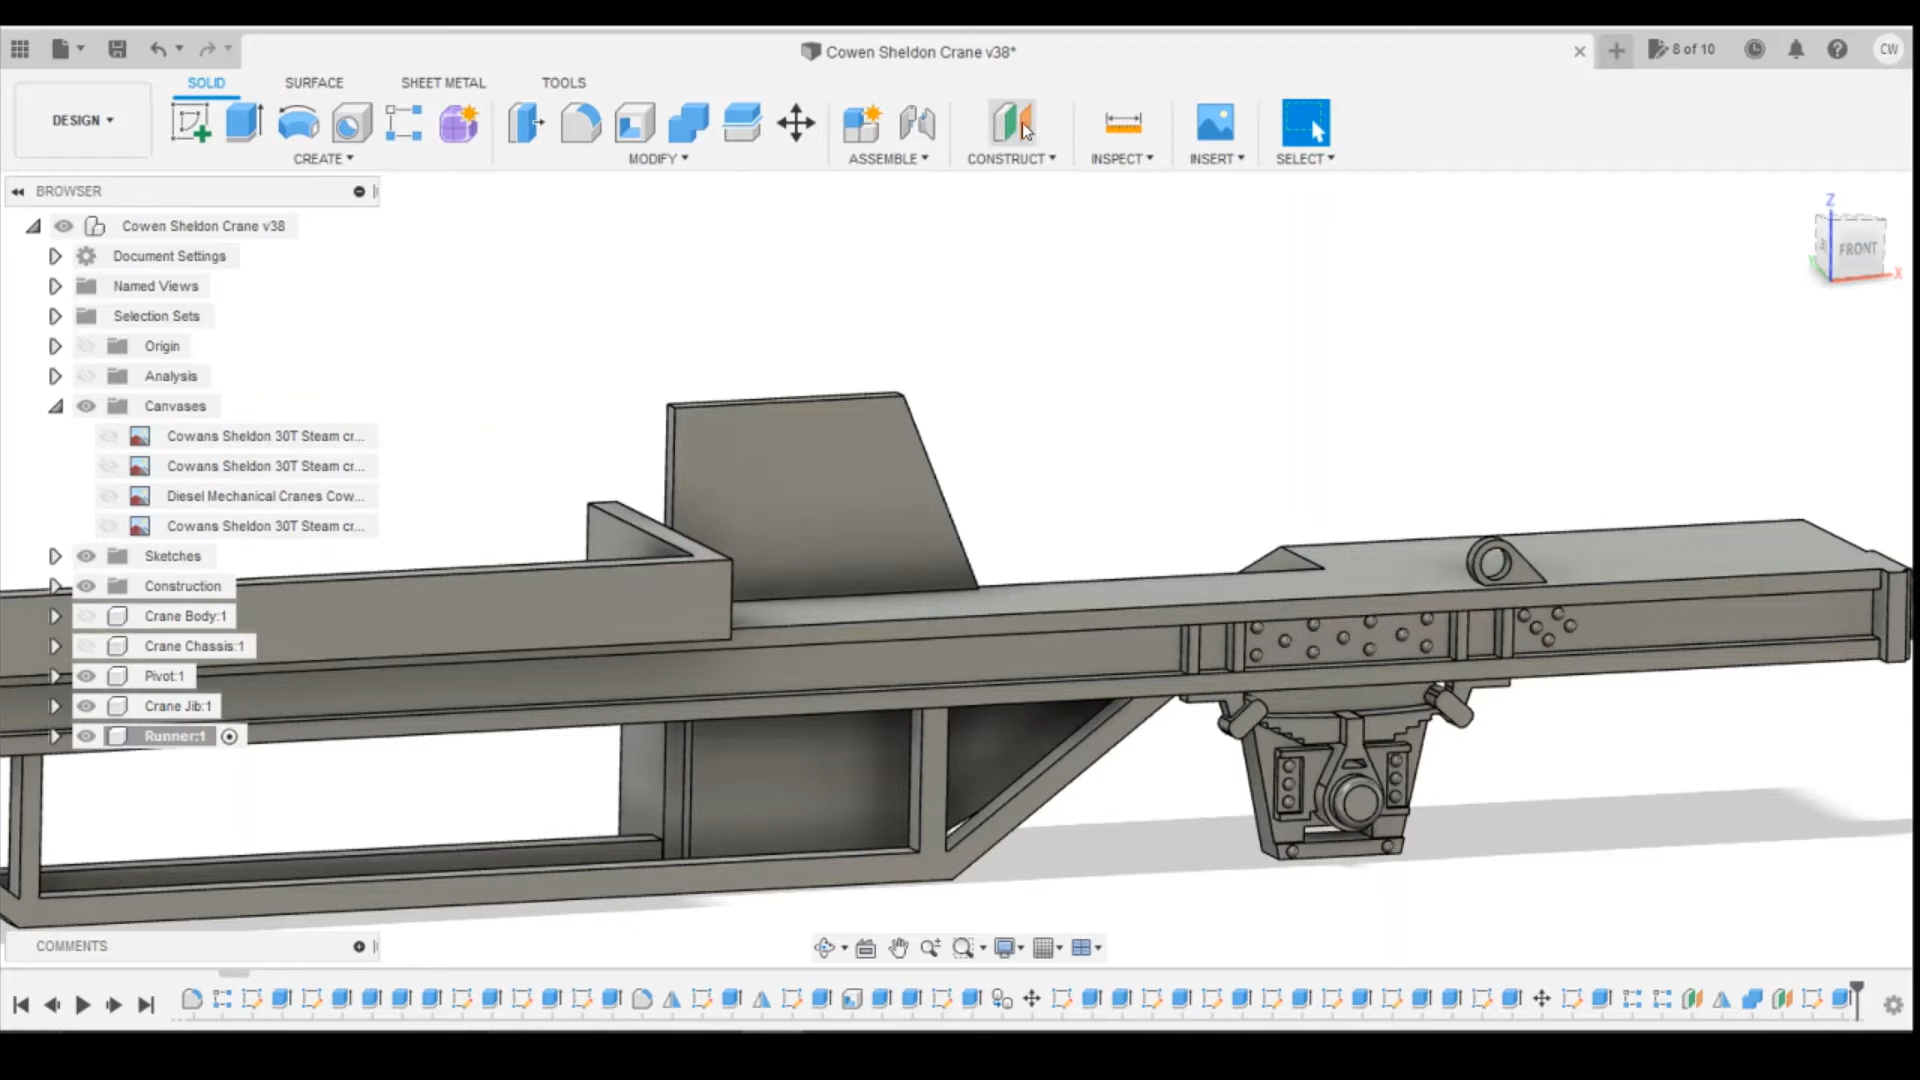 Cowen Sheldon Crane v38*
8 of 10
CW
SOLID
SURFACE
SHEET METAL
TOOLS
DESIGN
CREATE
MODIFY
ASSEMBLE
CONSTRUCT
INSPECT
INSERT
SELECT
BROWSER
Cowen Sheldon Crane v38
Document Settings
Named Views
Selection Sets
Origin
Analysis
Canvases
Cowans Sheldon 30T Steam cr...
Cowans Sheldon 30T Steam cr...
Diesel Mechanical Cranes Cow...
Cowans Sheldon 30T Steam cr...
Sketches
Construction
Crane Body:1
Crane Chassis:1
Pivot:1
Crane Jib:1
Runner:1
Z
FRONT
X
COMMENTS